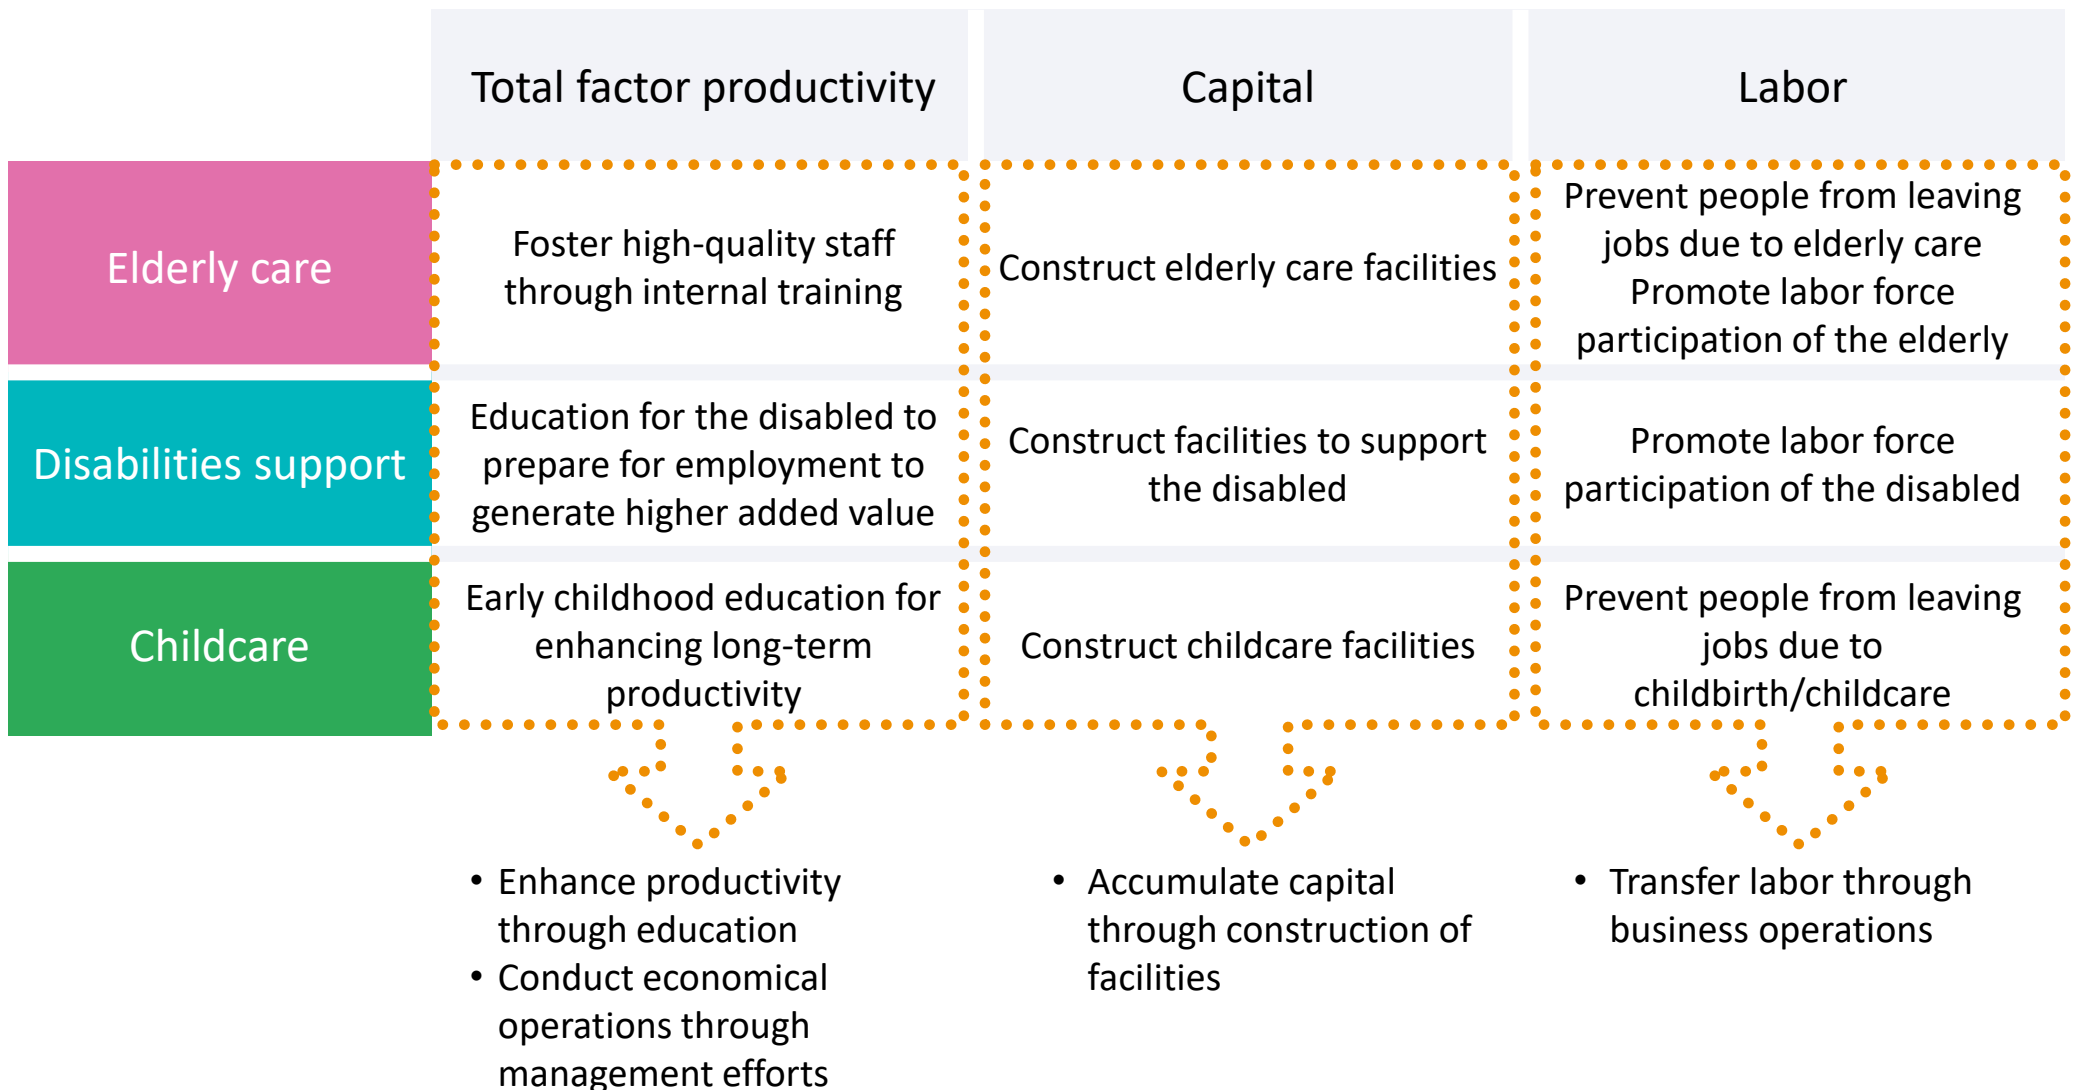 Total factor productivity
Capital
Labor
Elderly care
Foster high-quality staff
through internal training
Construct elderly care facilities
Prevent people from leaving
jobs due to elderly care
Promote labor force
participation of the elderly
Disabilities support
Education for the disabled to
prepare for employment to
generate higher added value
Construct facilities to support
the disabled
Promote labor force
participation of the disabled
Childcare
Early childhood education for
enhancing long-term
productivity
Construct childcare facilities
Prevent people from leaving
jobs due to
childbirth/childcare
• Enhance productivity
through education
• Conduct economical
operations through
management efforts
• Accumulate capital
through construction of
facilities
• Transfer labor through
business operations